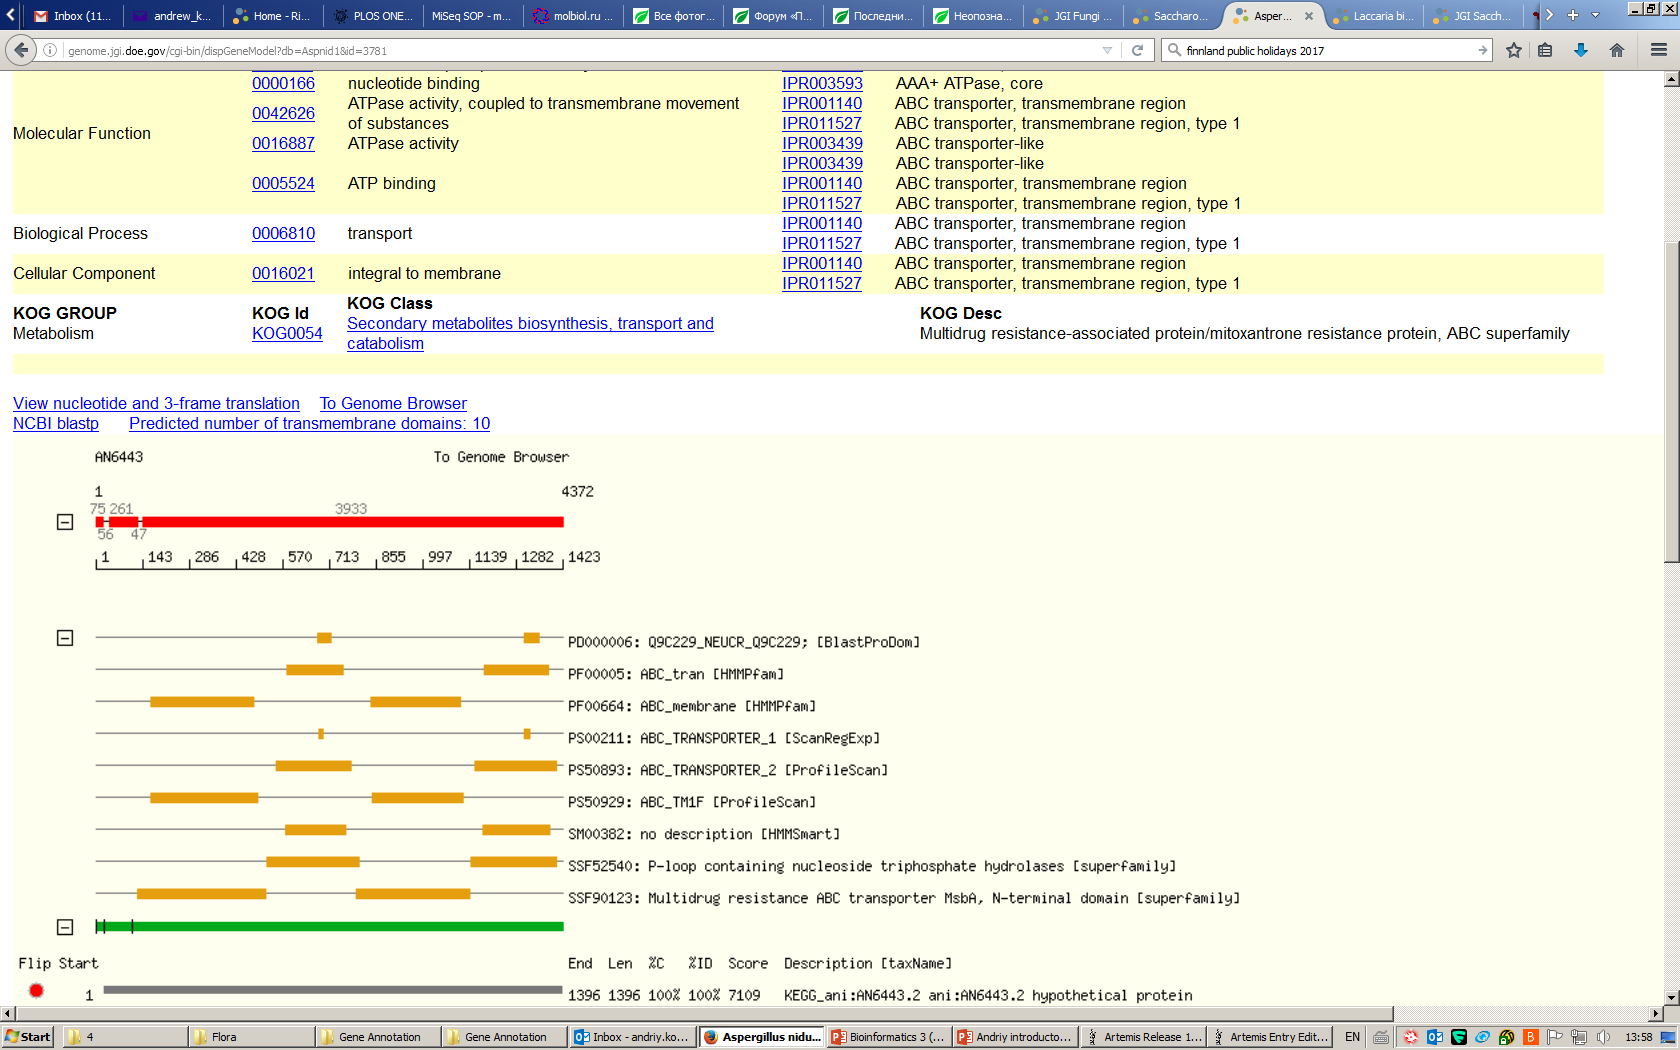 Inbox (11...
andrew_k...
Home - Ri...
PLOS ONE...
MiSeq SOP - m...
molbiol.ru ...
Все фотог...
Форум «П...
Последни...
Неопозна...
JGI Fungi ...
Saccharo...
Asper...
Laccaria bi...
JGI Sacch...
genome.jgi.doe.gov/cgi-bin/dispGeneModel?db=Aspnid1&id=3781
finnland public holidays 2017
0000166 nucleotide binding IPR003593 AAA+ ATPase, core
Molecular Function
0042626 ATPase activity, coupled to transmembrane movement of substances
IPR001140 ABC transporter, transmembrane region
IPR011527 ABC transporter, transmembrane region, type 1
0016887 ATPase activity IPR003439 ABC transporter-like
IPR003439 ABC transporter-like
0005524 ATP binding IPR001140 ABC transporter, transmembrane region
IPR011527 ABC transporter, transmembrane region, type 1
Biological Process 0006810 transport
IPR001140 ABC transporter, transmembrane region
IPR011527 ABC transporter, transmembrane region, type 1
Cellular Component 0016021 integral to membrane
IPR001140 ABC transporter, transmembrane region
IPR011527 ABC transporter, transmembrane region, type 1
KOG GROUP KOG Id KOG Class KOG Desc
Metabolism KOG0054 Secondary metabolites biosynthesis, transport and catabolism Multidrug resistance-associated protein/mitoxantrone resistance protein, ABC superfamily
View nucleotide and 3-frame translation To Genome Browser
NCBI blastp Predicted number of transmembrane domains: 10
AN6443 To Genome Browser
1 4372
75 261 3933
56 47
1 143 286 428 570 713 855 997 1139 1282 1423
PD000006: Q9C229_NEUCR_Q9C229; [BlastProDom]
PF00005: ABC_tran [HMMPfam]
PF00664: ABC_membrane [HMMPfam]
PS00211: ABC_TRANSPORTER_1 [ScanRegExp]
PS50893: ABC_TRANSPORTER_2 [ProfileScan]
PS50929: ABC_TM1F [ProfileScan]
SM00382: no description [HMMSmart]
SSF52540: P-loop containing nucleoside triphosphate hydrolases [superfamily]
SSF90123: Multidrug resistance ABC transporter MsbA, N-terminal domain [superfamily]
Flip Start End Len %C %ID Score Description [taxName]
1 1396 1396 100% 100% 7109 KEGG_ani:AN6443.2 ani:AN6443.2 hypothetical protein
Start
4
Flora
Gene Annotation
Gene Annotation
Inbox - andriy.ko...
Aspergillus nidu...
Bioinformatics 3 (...
Andriy introducto...
Artemis Release 1...
Artemis Entry Edit...
EN
13:58